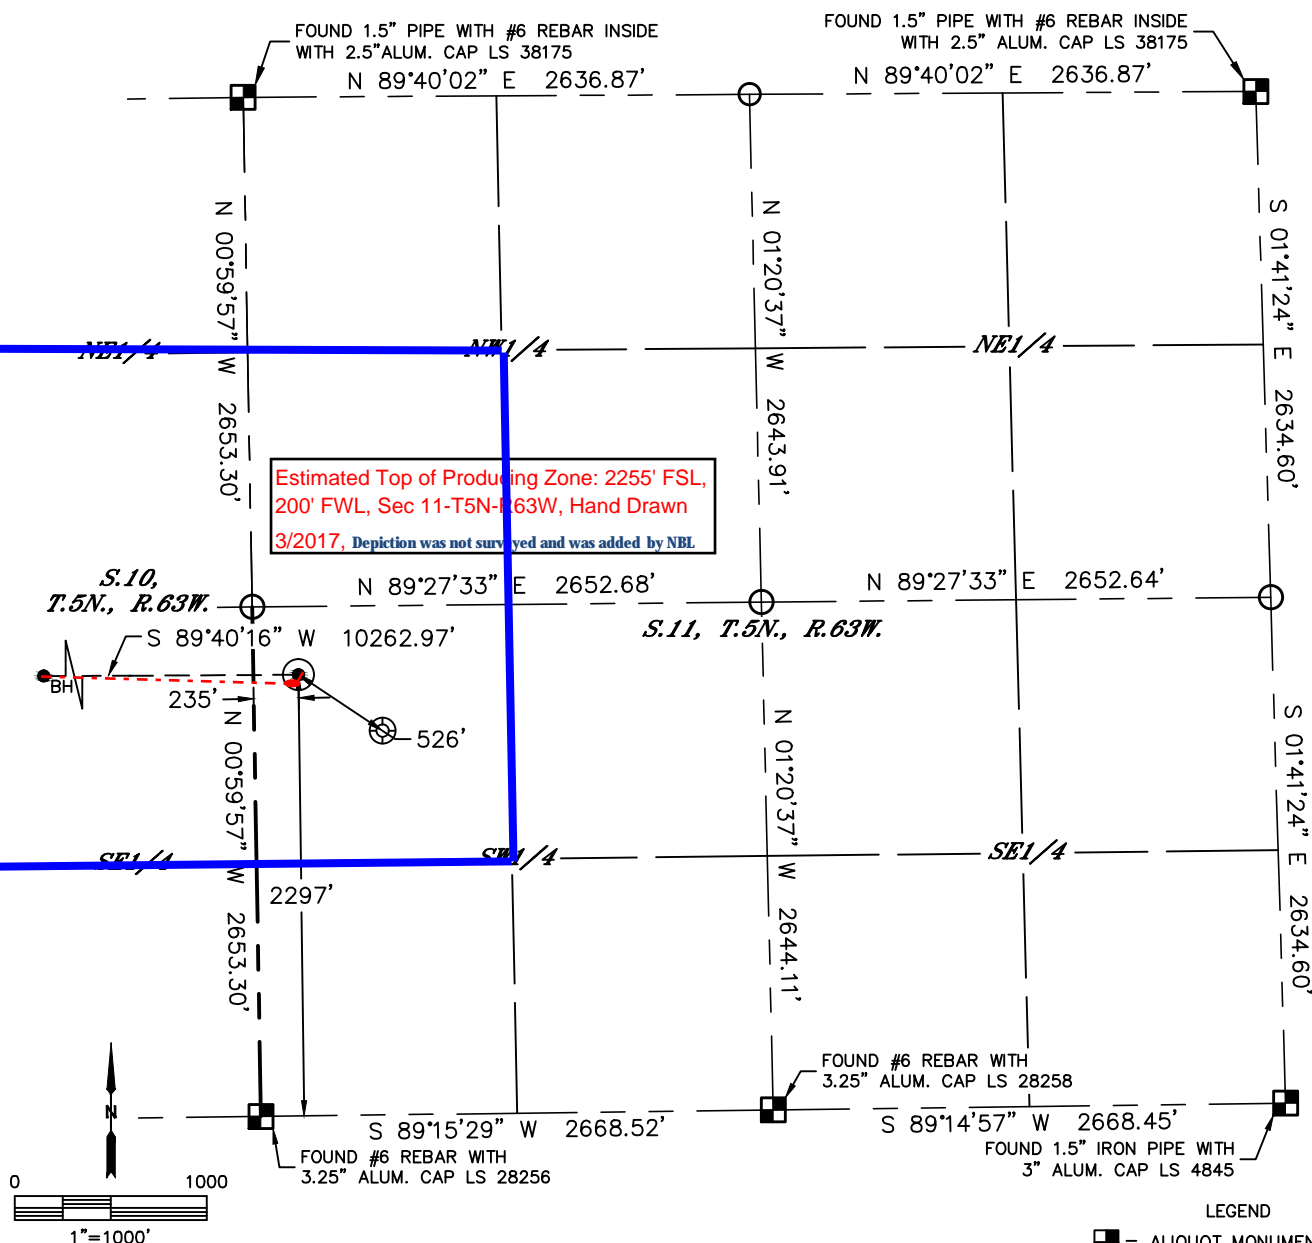 FOUND 1.5" PIPE WITH #6 REBAR INSIDE
WITH 2.5"ALUM. CAP LS 38175
FOUND 1.5" PIPE WITH #6 REBAR INSIDE
WITH 2.5" ALUM. CAP LS 38175
N 89°40'02" E 2636.87'
N 89°40'02" E 2636.87'
N 00°59'57" W 2653.30'
N 01°20'37" W 2643.91'
S 01°41'24" E 2634.60'
NE1/4
NW1/4
NE1/4
Estimated Top of Producing Zone: 2255' FSL,
200' FWL, Sec 11-T5N-R63W, Hand Drawn
3/2017, Depiction was not surveyed and was added by NBL
S.10,
T.5N., R.63W.
N 89°27'33" E 2652.68'
N 89°27'33" E 2652.64'
S.11, T.5N., R.63W.
S 89°40'16" W 10262.97'
BH
235'
526'
N 00°59'57" W 2653.30'
N 01°20'37" W 2644.11'
S 01°41'24" E 2634.60'
SE1/4
SW1/4
SE1/4
2297'
FOUND #6 REBAR WITH
3.25" ALUM. CAP LS 28258
N
S 89°15'29" W 2668.52'
S 89°14'57" W 2668.45'
FOUND #6 REBAR WITH
3.25" ALUM. CAP LS 28256
FOUND 1.5" IRON PIPE WITH
3" ALUM. CAP LS 4845
0 1000
1"=1000'
LEGEND
= ALIQUOT MONUMEN